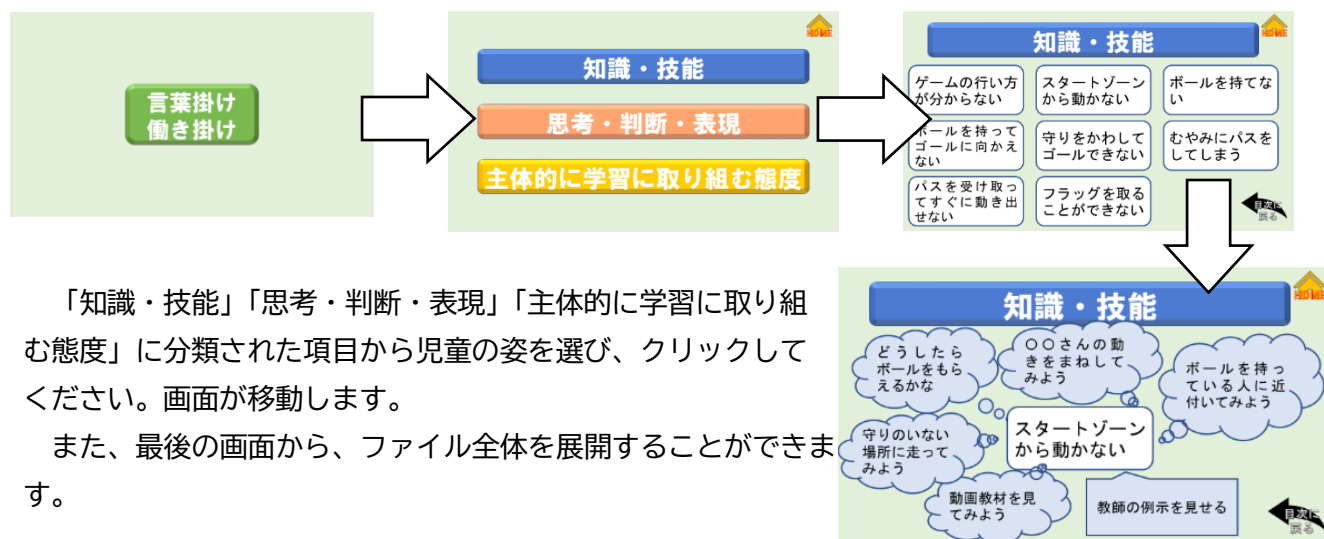 言葉掛け
働き掛け
HOME
知識・技能
思考・判断・表現
主体的に学習に取り組む態度
HOME
知識・技能
ゲームの行い方
が分からない
スタートゾーン
から動かない
ボールを持てな
い
ボールを持って
ゴールに向かえ
ない
守りをかわして
ゴールできない
むやみにパスを
してしまう
パスを受け取っ
てすぐに動き出
せない
フラッグを取る
ことができない
目次に
戻る
「知識・技能」「思考・判断・表現」「主体的に学習に取り組
む態度」に分類された項目から児童の姿を選び、クリックして
ください。画面が移動します。
また、最後の画面から、ファイル全体を展開することができま
す。
HOME
知識・技能
どうしたら
ボールをもら
えるかな
〇〇さんの動
きをまねして
みよう
ボールを持っ
ている人に近
付いてみよう
守りのいない
場所に走って
みよう
スタートゾーン
から動かない
動画教材を見
てみよう
教師の例示を見せる
目次に
戻る